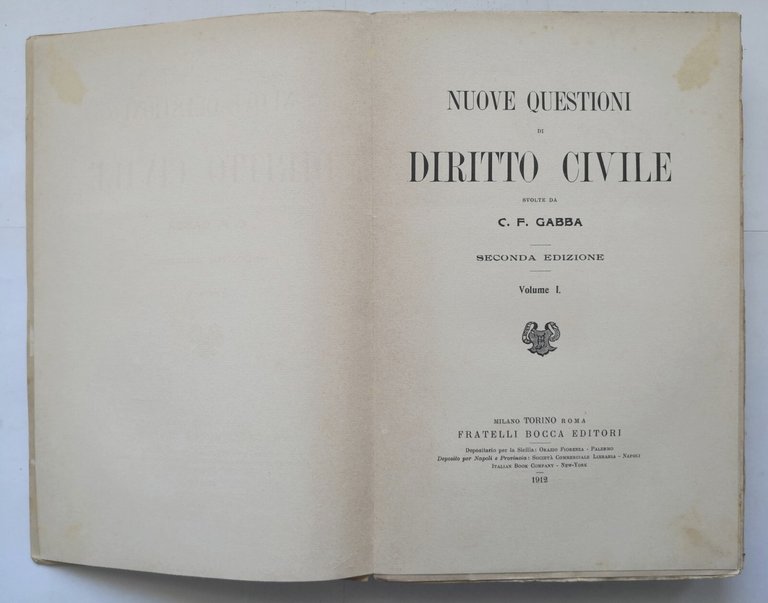 NUOVE QUESTIONI
DI
DIRITTO CIVILE
SVOLTE DA
C. F. GABBA
SECONDA EDIZIONE
Volume I.
MILANO TORINO ROMA
FRATELLI BOCCA EDITORI
Depositario per la Sicilia: ORAZIO FIORENZA - PALERMO
Deposito per Napoli e Provincia: SOCIETÀ COMMERCIALE LIBRARIA - NAPOLI
ITALIAN BOOK COMPANY - NEW-YORK
1912